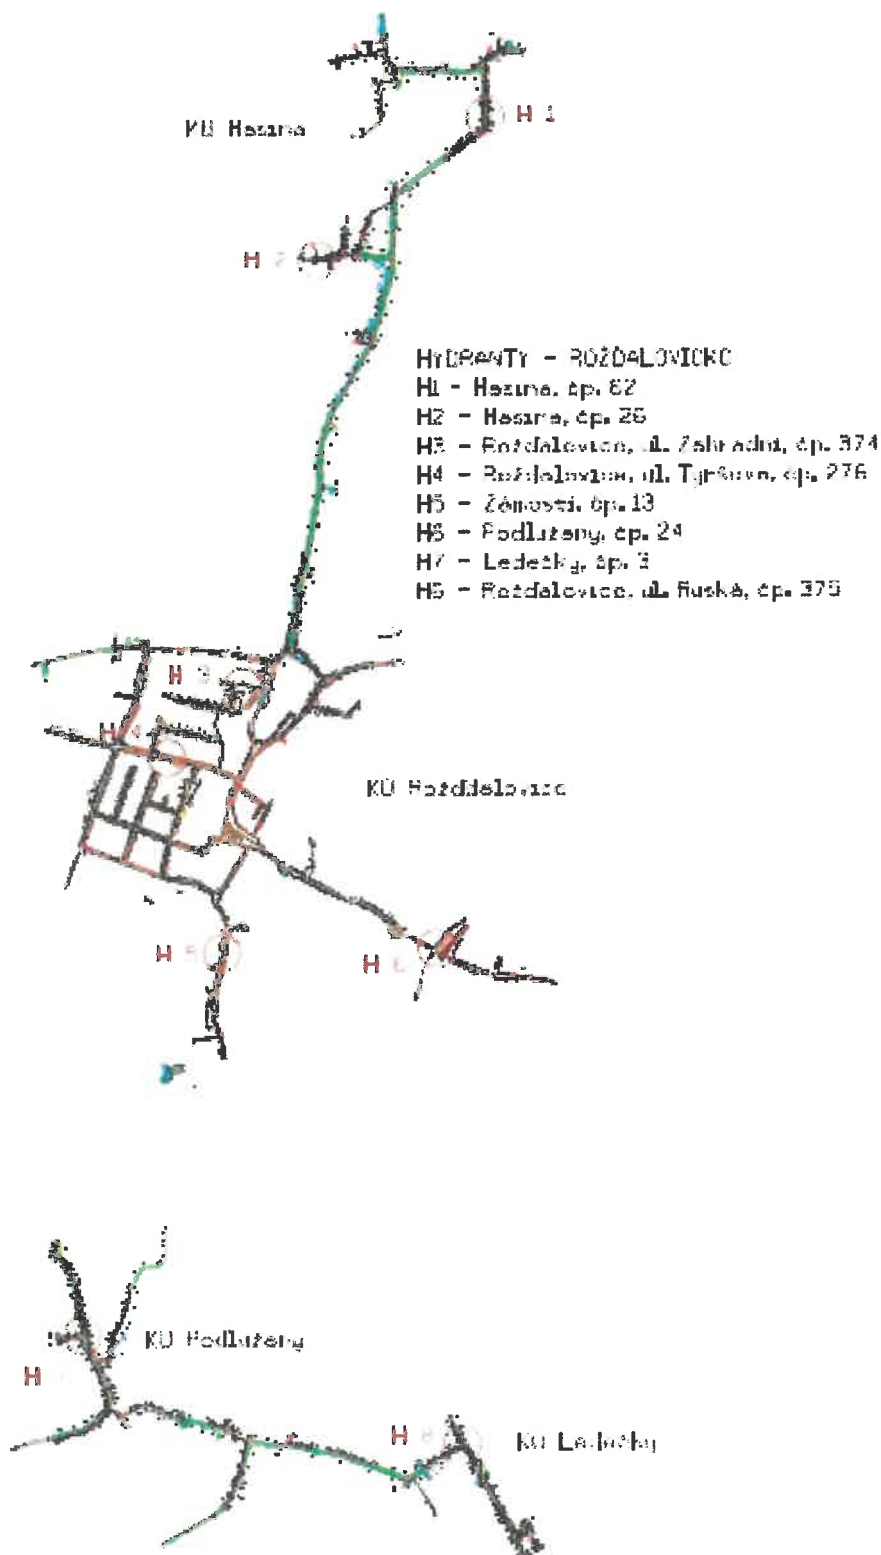 KÚ Hasina
H 1
H 2
HYDRANTY - ROŽĎALOVICKO
H1 - Hasina, čp. 62
H2 - Hasina, čp. 26
H3 - Rožďalovice, ul. Zahradní, čp. 374
H4 - Rožďalovice, ul. Tyršova, čp. 276
H5 - Zámostí, čp. 13
H6 - Podlužany, čp. 24
H7 - Ledečky, čp. 3
H8 - Rožďalovice, ul. Ruská, čp. 375
H 3
H 4
KÚ Rožďdalovice
H 5
H 6
KÚ Podlužany
H
H 8
KÚ Ledečky